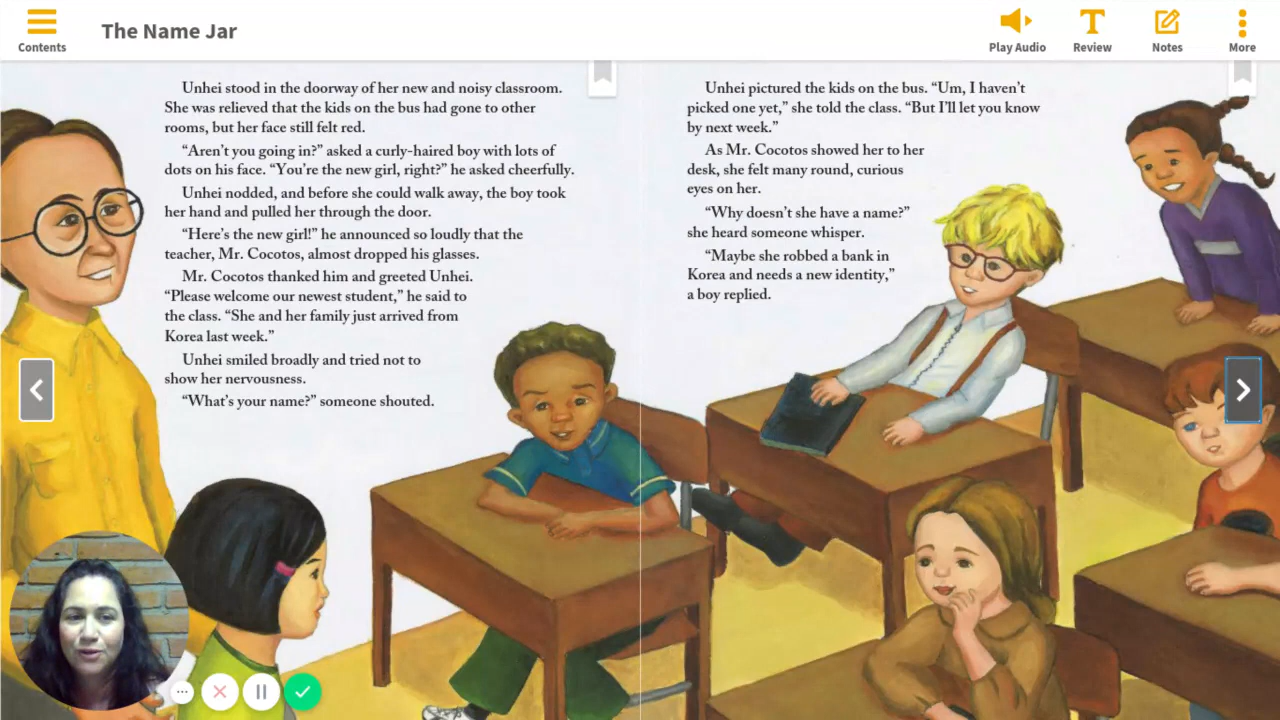 Contents
The Name Jar
Play Audio
Review
Notes
More
Unhei stood in the doorway of her new and noisy classroom.
She was relieved that the kids on the bus had gone to other
rooms, but her face still felt red.
“Aren’t you going in?” asked a curly-haired boy with lots of
dots on his face. “You’re the new girl, right?” he asked cheerfully.
Unhei nodded, and before she could walk away, the boy took
her hand and pulled her through the door.
“Here’s the new girl!” he announced so loudly that the
teacher, Mr. Cocotos, almost dropped his glasses.
Mr. Cocotos thanked him and greeted Unhei.
“Please welcome our newest student,” he said to
the class. “She and her family just arrived from
Korea last week.”
Unhei smiled broadly and tried not to
show her nervousness.
“What’s your name?” someone shouted.
Unhei pictured the kids on the bus. “Um, I haven’t
picked one yet,” she told the class. “But I’ll let you know
by next week.”
As Mr. Cocotos showed her to her
desk, she felt many round, curious
eyes on her.
“Why doesn’t she have a name?”
she heard someone whisper.
“Maybe she robbed a bank in
Korea and needs a new identity,”
a boy replied.